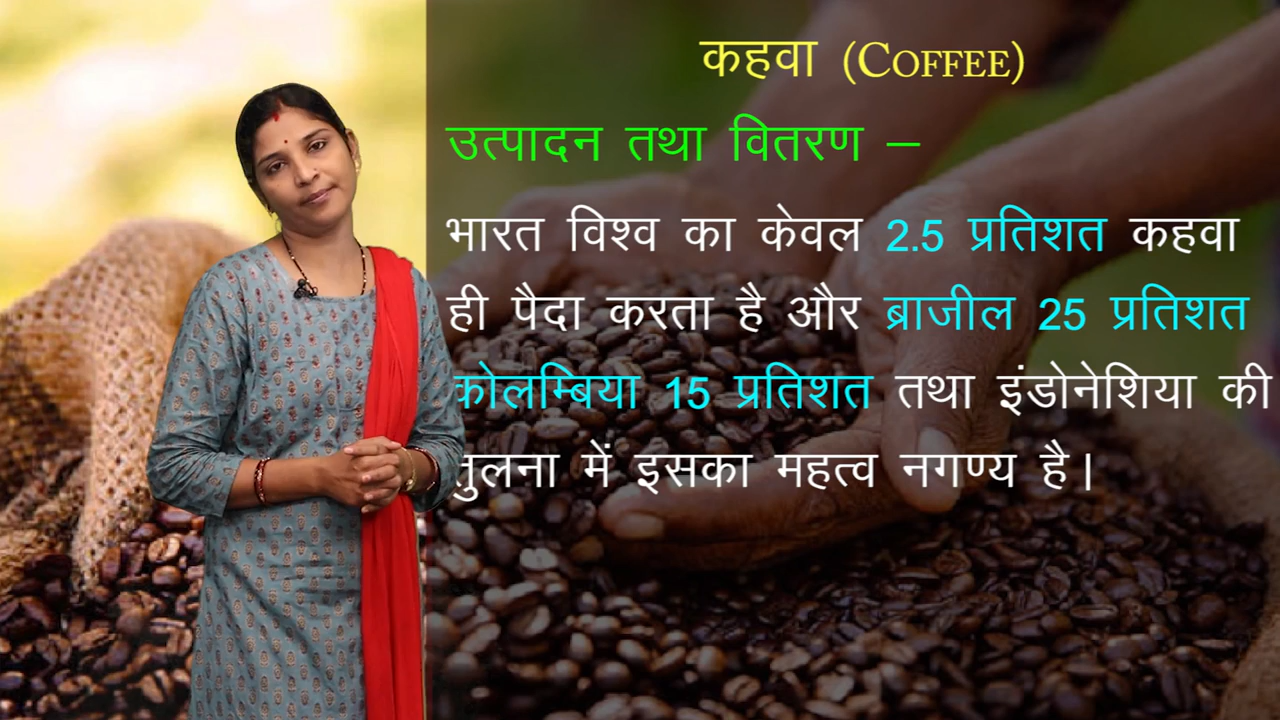 कहवा (COFFEE)
उत्पादन तथा वितरण –
भारत विश्व का केवल 2.5 प्रतिशत कहवा
ही पैदा करता है और ब्राजील 25 प्रतिशत
कोलम्बिया 15 प्रतिशत तथा इंडोनेशिया की
तुलना में इसका महत्व नगण्य है।